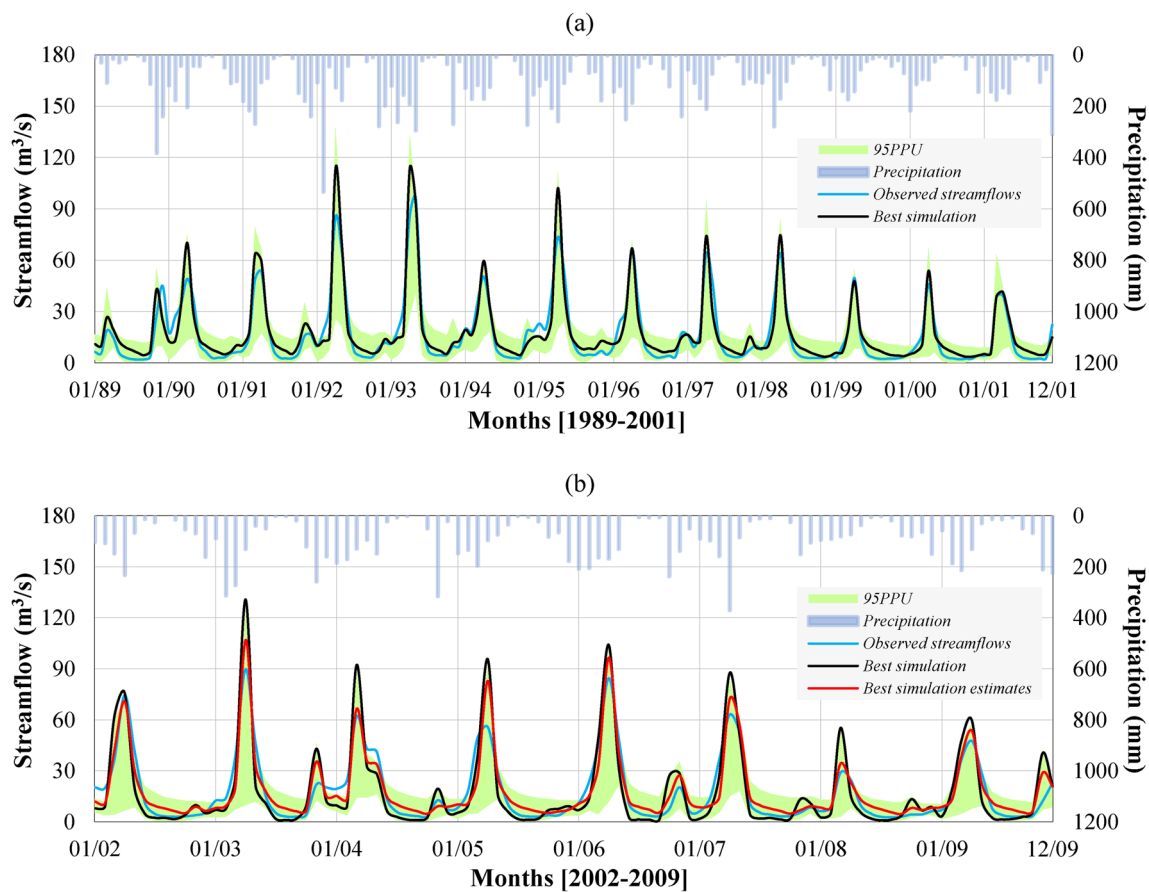 (a)
180
150
120
90
60
30
0
Streamflow (m³/s)
0
200
400
600
800
1000
1200
Precipitation (mm)
95PPU
Precipitation
Observed streamflows
Best simulation
01/89 01/90 01/91 01/92 01/93 01/94 01/95 01/96 01/97 01/98 01/99 01/00 01/01 12/01
Months [1989-2001]
(b)
180
150
120
90
60
30
0
Streamflow (m³/s)
0
200
400
600
800
1000
1200
Precipitation (mm)
95PPU
Precipitation
Observed streamflows
Best simulation
Best simulation estimates
01/02 01/03 01/04 01/05 01/06 01/07 01/08 01/09 12/09
Months [2002-2009]